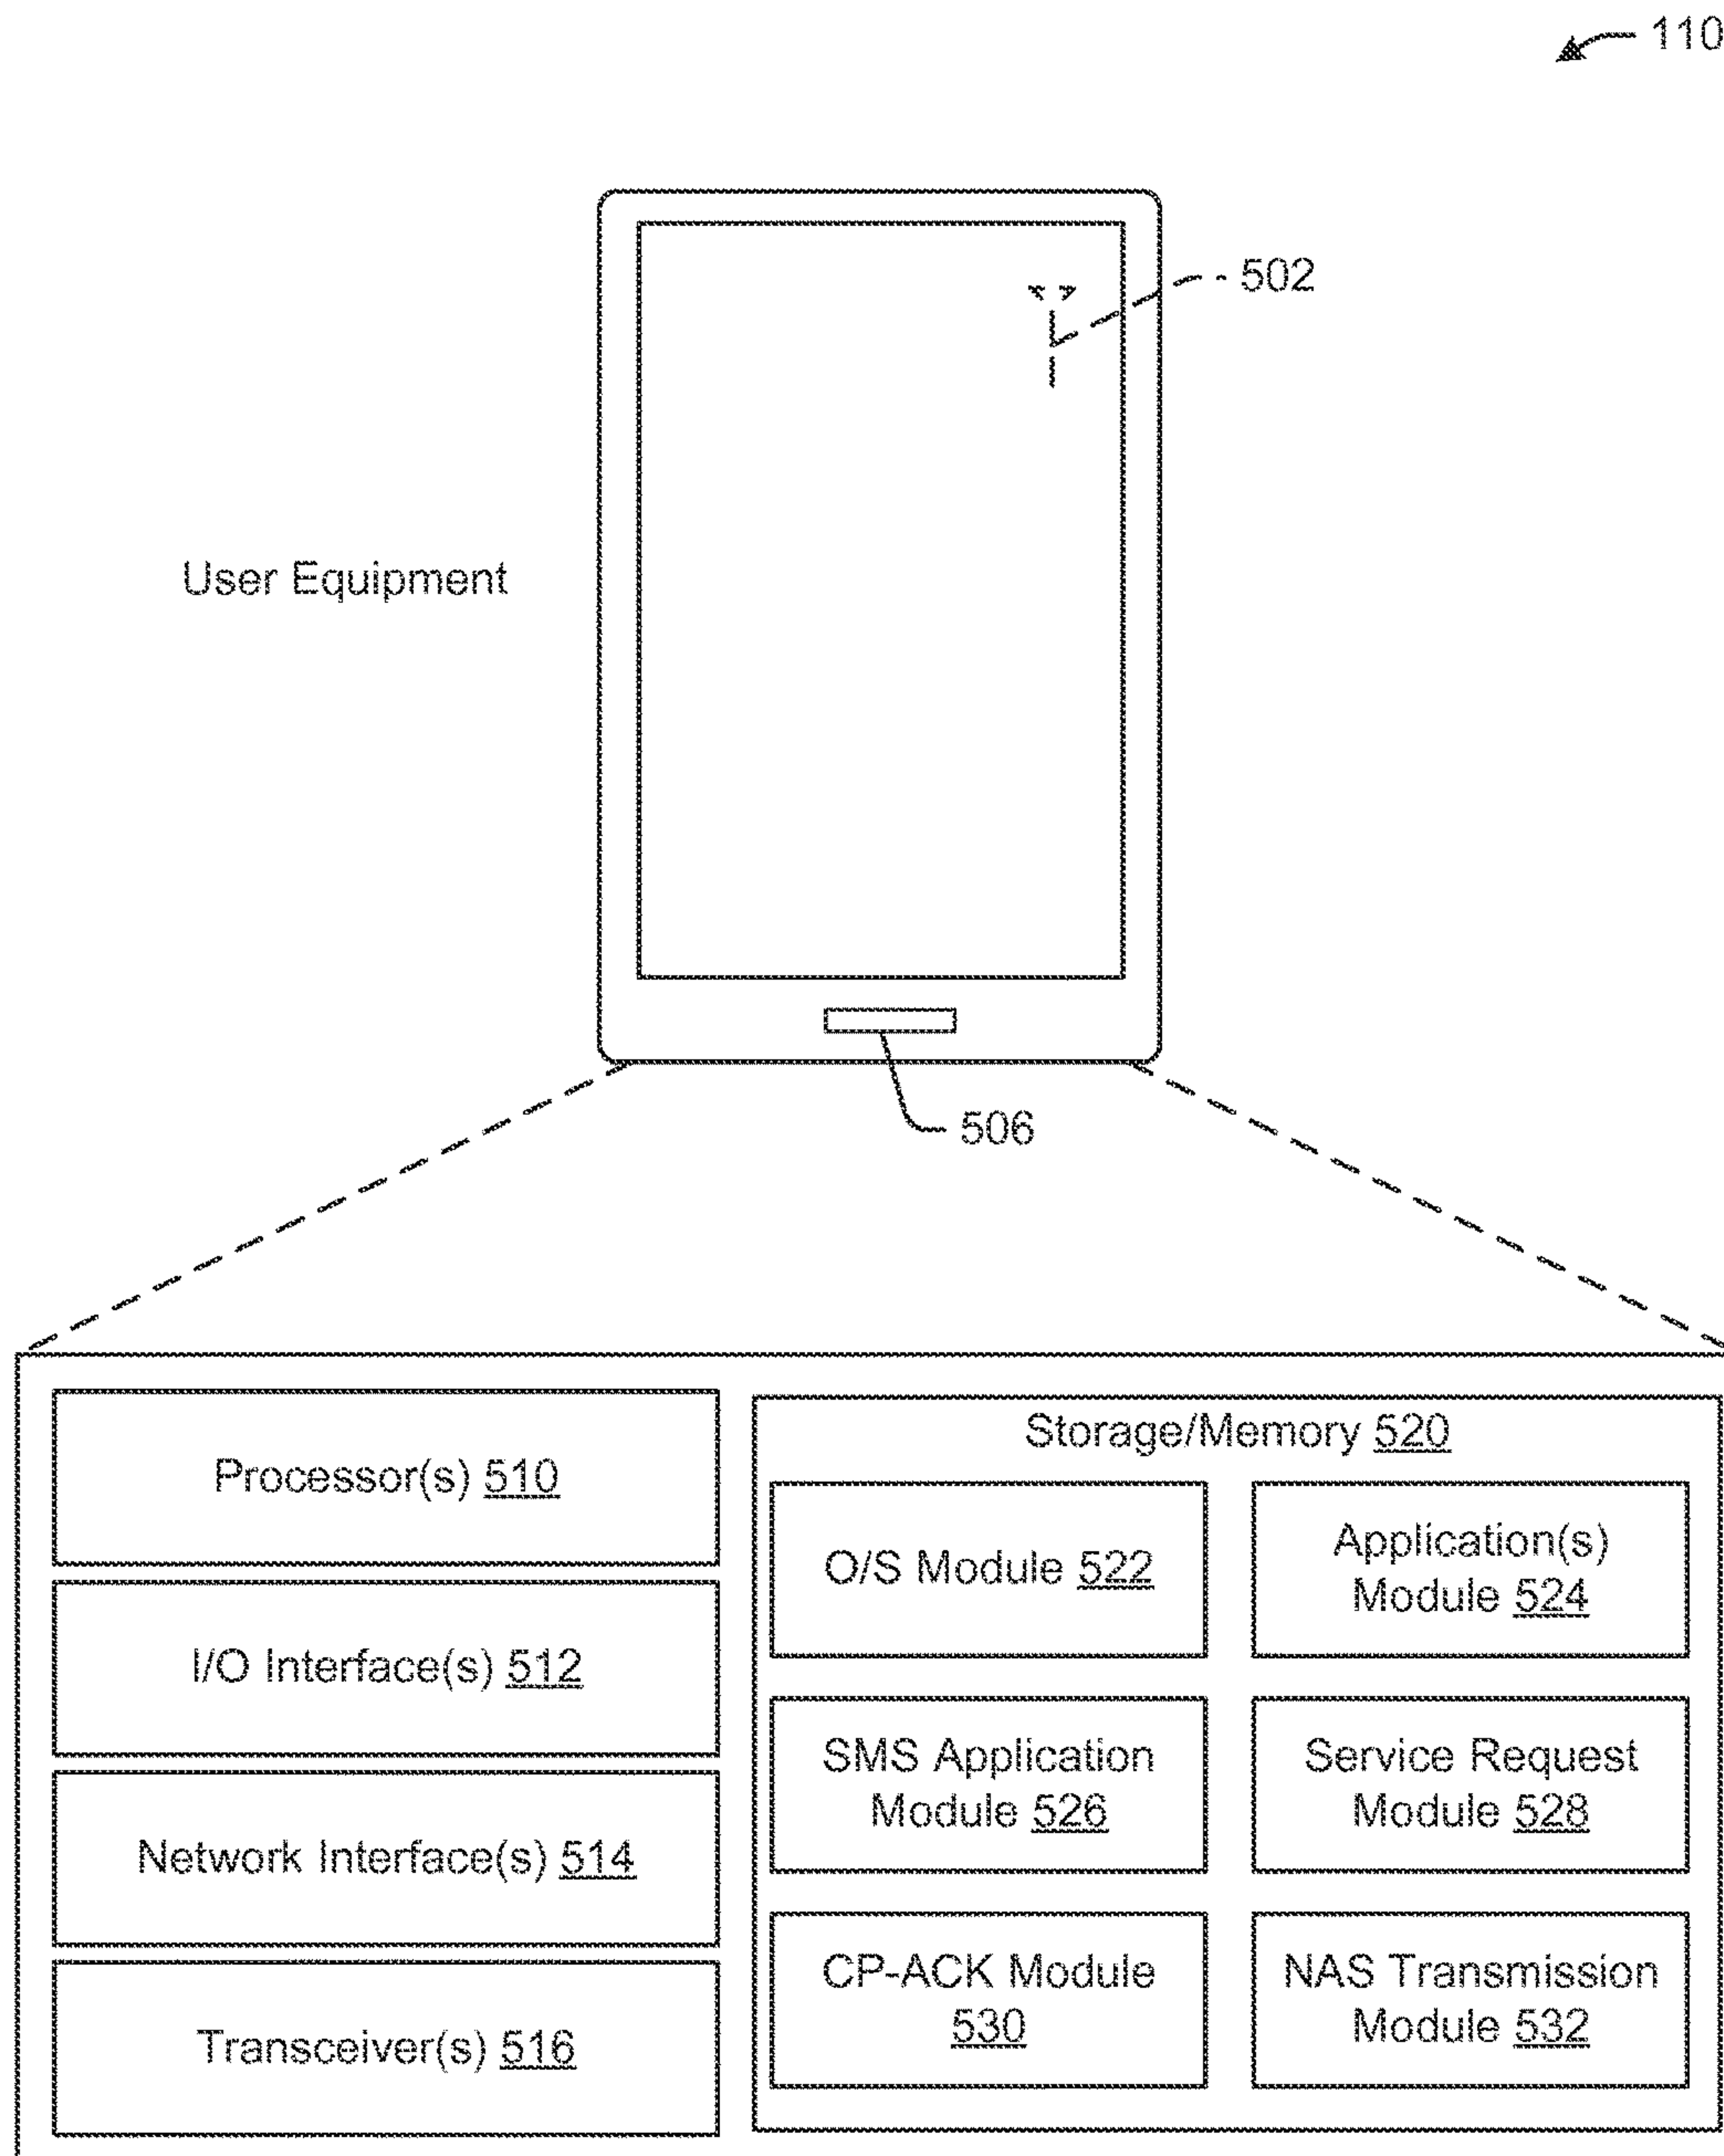 110
502
User Equipment
506
Processor(s) 510
I/O Interface(s) 512
Network Interface(s) 514
Transceiver(s) 516
Storage/Memory 520
O/S Module 522
Application(s)
Module 524
SMS Application
Module 526
Service Request
Module 528
CP-ACK Module
530
NAS Transmission
Module 532